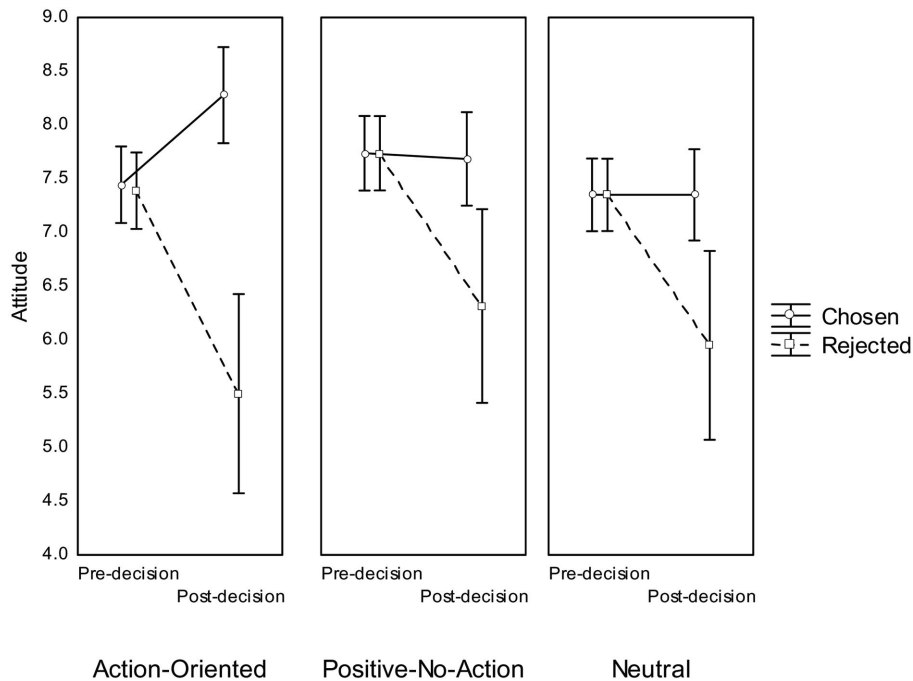 9.0
8.5
8.0
7.5
7.0
6.5
6.0
5.5
5.0
4.5
4.0
Attitude
Pre-decision
Post-decision
Pre-decision
Post-decision
Pre-decision
Post-decision
Action-Oriented
Positive-No-Action
Neutral
Chosen
Rejected